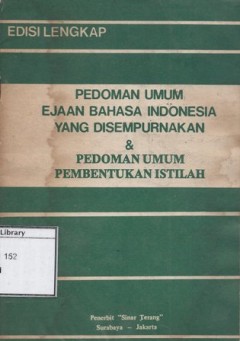 EDISI LENGKAP
PEDOMAN UMUM
EJAAN BAHASA INDONESIA
YANG DISEMPURNAKAN
&
PEDOMAN UMUM
PEMBENTUKAN ISTILAH
Library
152
Penerbit "Sinar Terang"
Surabaya - Jakarta